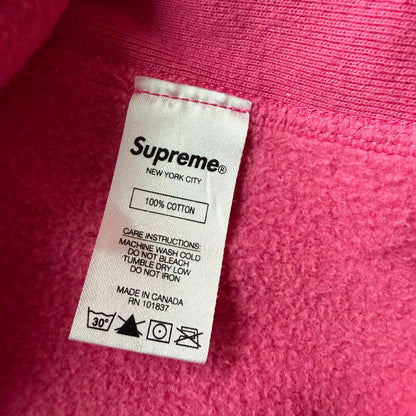 Supreme®
NEW YORK CITY
100% COTTON
CARE INSTRUCTIONS:
MACHINE WASH COLD
DO NOT BLEACH
TUMBLE DRY LOW
DO NOT IRON
MADE IN CANADA
RN 101837
30°